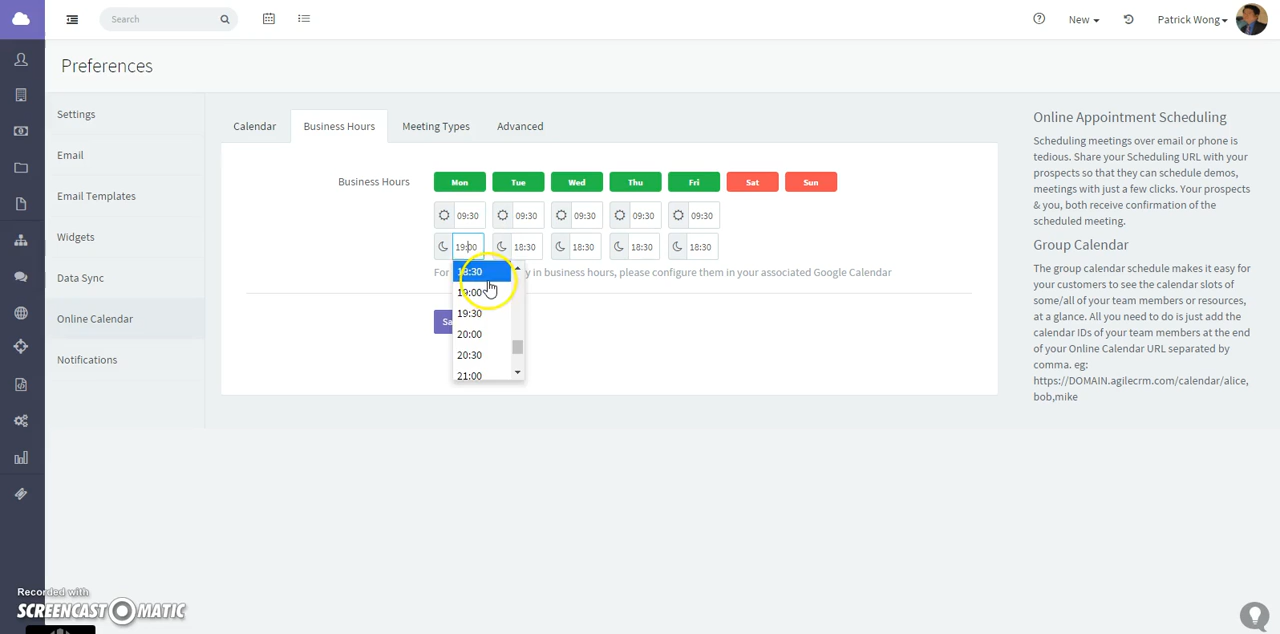 Search
New
Patrick Wong
Preferences
Settings
Email
Email Templates
Widgets
Data Sync
Online Calendar
Notifications
Calendar
Business Hours
Meeting Types
Advanced
Business Hours
Mon Tue Wed Thu Fri Sat Sun
09:30 09:30 09:30 09:30 09:30
19:00 18:30 18:30 18:30 18:30
For y in business hours, please configure them in your associated Google Calendar
18:30
19:00
19:30
20:00
20:30
21:00
Sa
Online Appointment Scheduling
Scheduling meetings over email or phone is
tedious. Share your Scheduling URL with your
prospects so that they can schedule demos,
meetings with just a few clicks. Your prospects
& you, both receive confirmation of the
scheduled meeting.
Group Calendar
The group calendar schedule makes it easy for
your customers to see the calendar slots of
some/all of your team members or resources,
at a glance. All you need to do is just add the
calendar IDs of your team members at the end
of your Online Calendar URL separated by
comma. eg:
https://DOMAIN.agilecrm.com/calendar/alice,
bob,mike
Recorded with
SCREENCAST-O-MATIC